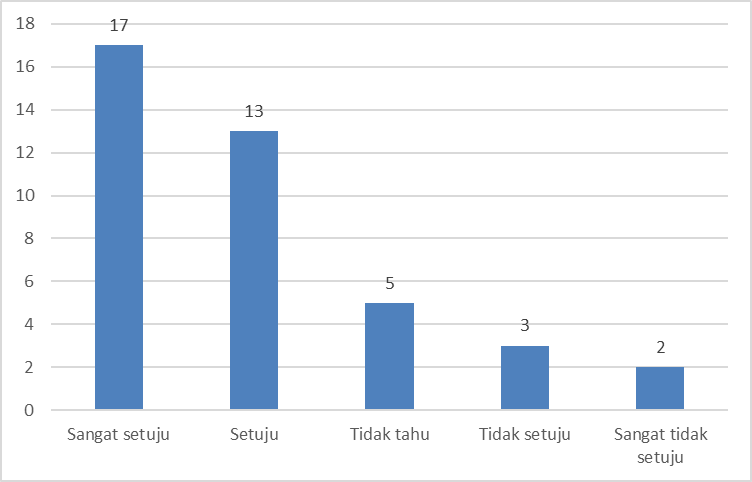 18
16
14
12
10
8
6
4
2
0
17
13
5
3
2
Sangat setuju
Setuju
Tidak tahu
Tidak setuju
Sangat tidak
setuju